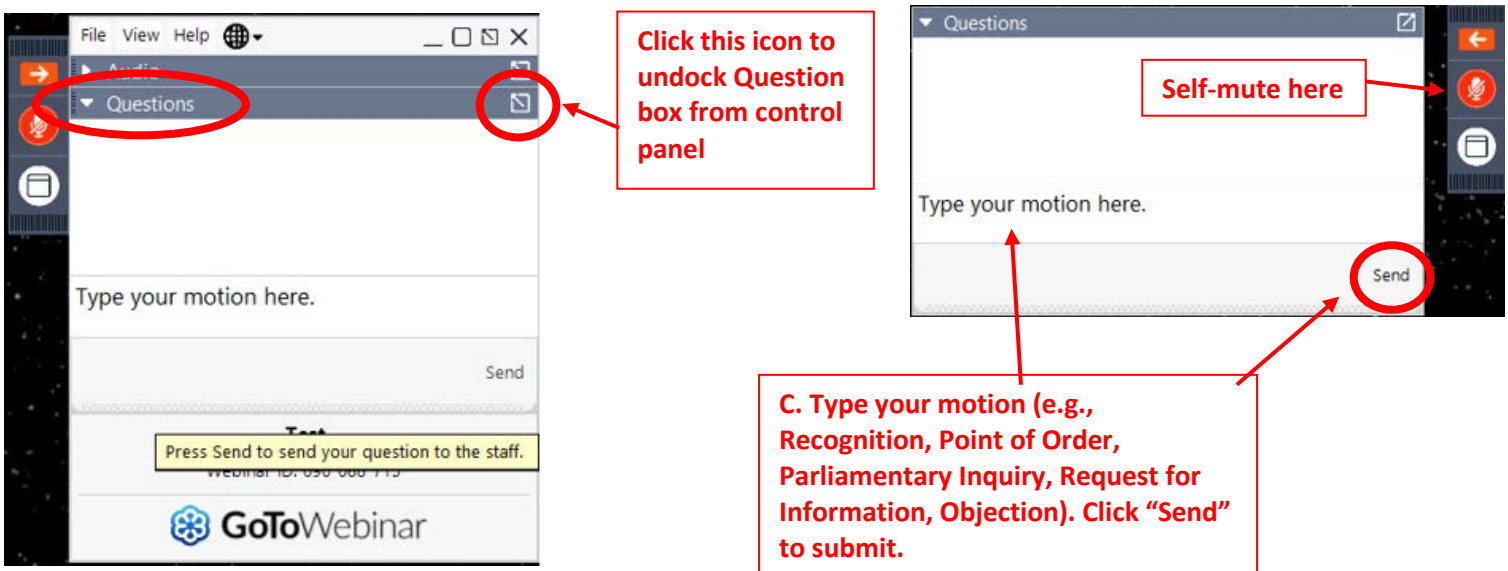 File View Help
Audio
Questions
Type your motion here.
Send
Test
Press Send to send your question to the staff.
GoToWebinar
Click this icon to
undock Question
box from control
panel
Questions
Self-mute here
Type your motion here.
Send
C. Type your motion (e.g.,
Recognition, Point of Order,
Parliamentary Inquiry, Request for
Information, Objection). Click “Send”
to submit.